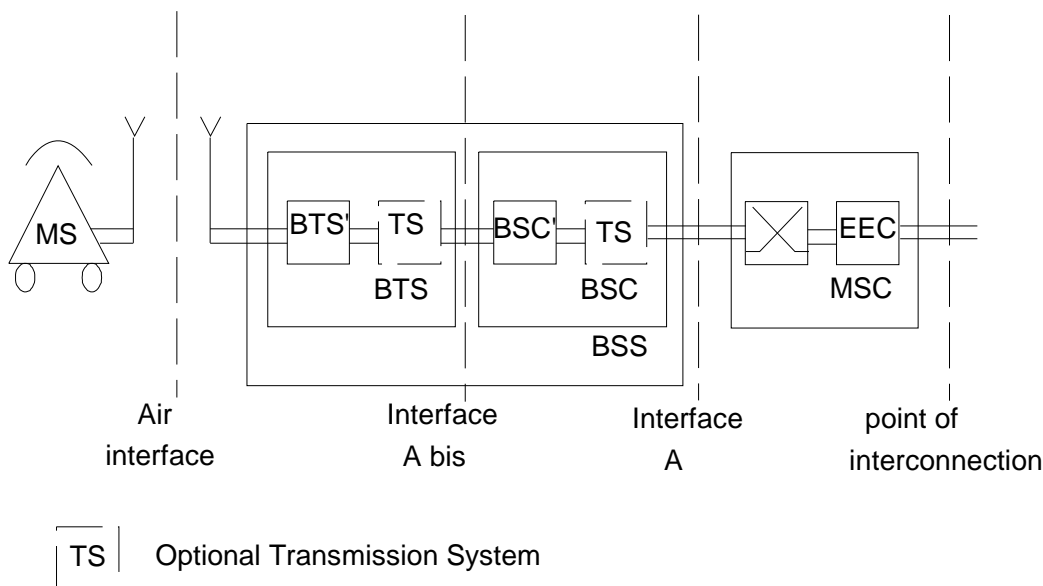 MS
BTS'
TS
BTS
BSC'
TS
BSC
BSS
EEC
MSC
Air
interface
Interface
A bis
Interface
A
point of
interconnection
TS
Optional Transmission System